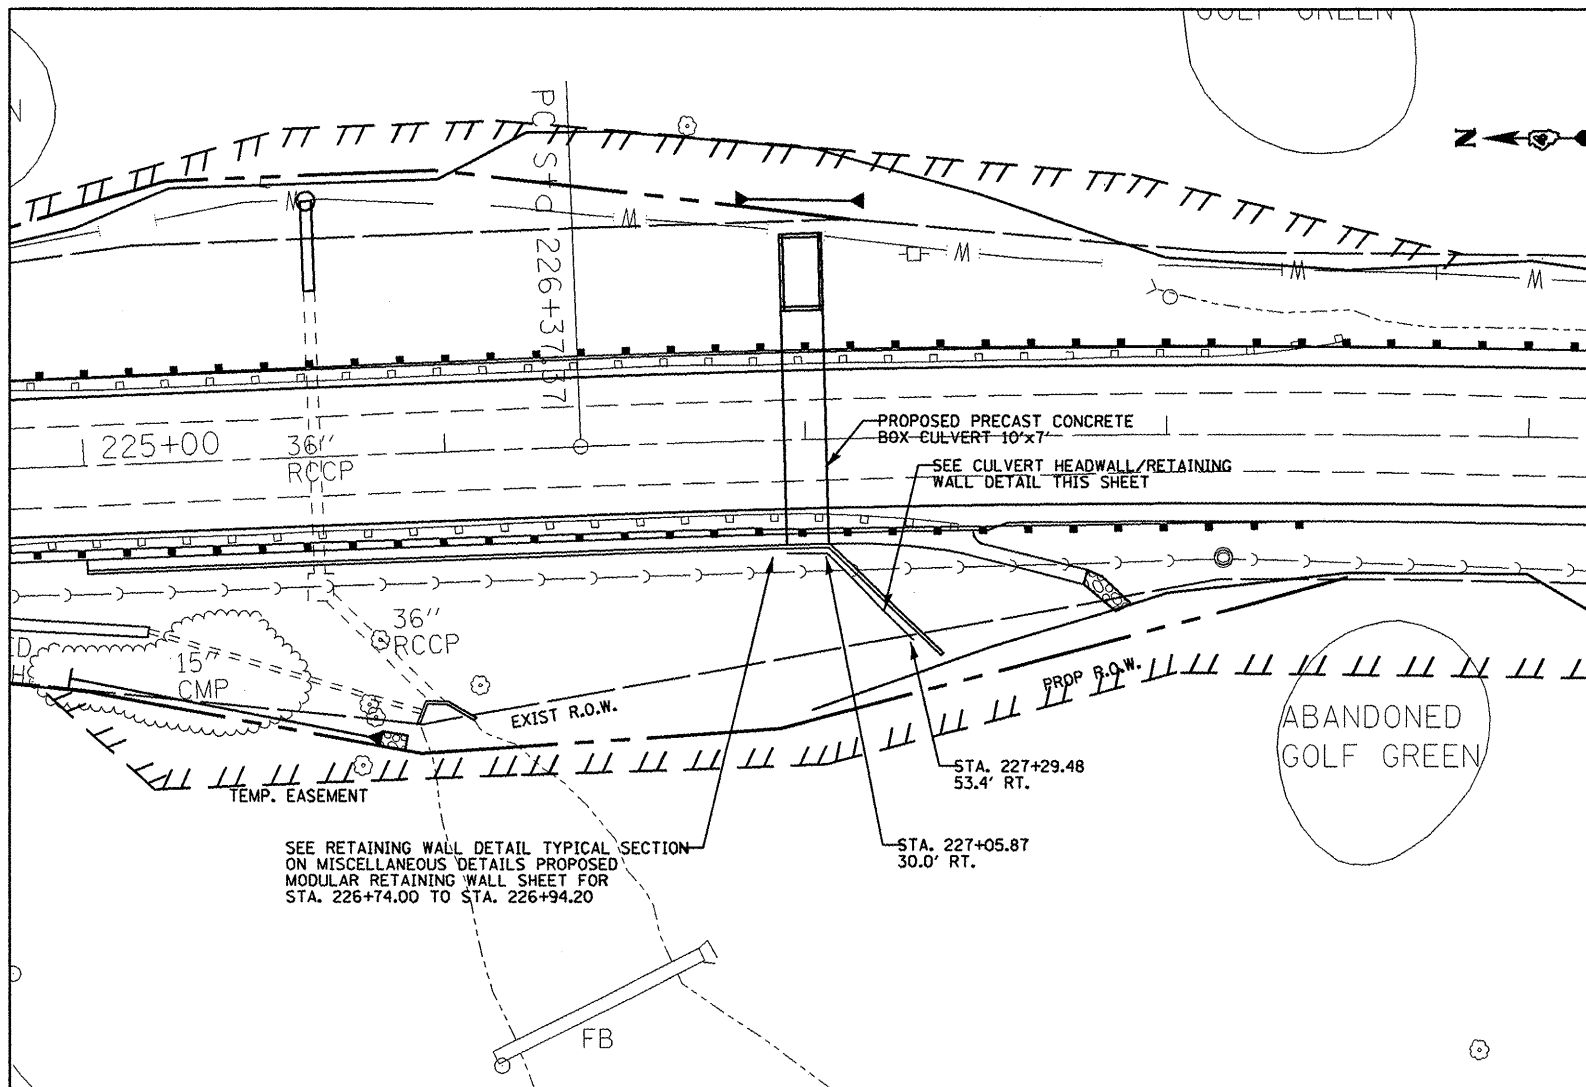 GOLF GREEN
N
N
PC Sta 226+37.37
W
W
W
W
W
PROPOSED PRECAST CONCRETE
BOX CULVERT 10'x7'
225+00
36"
RCCP
SEE CULVERT HEADWALL/RETAINING
WALL DETAIL THIS SHEET
36"
RCCP
D
H
15"
CMP
EXIST R.O.W.
PROP R.O.W.
ABANDONED
GOLF GREEN
STA. 227+29.48
53.4' RT.
TEMP. EASEMENT
STA. 227+05.87
30.0' RT.
SEE RETAINING WALL DETAIL TYPICAL SECTION
ON MISCELLANEOUS DETAILS PROPOSED
MODULAR RETAINING WALL SHEET FOR
STA. 226+74.00 TO STA. 226+94.20
FB